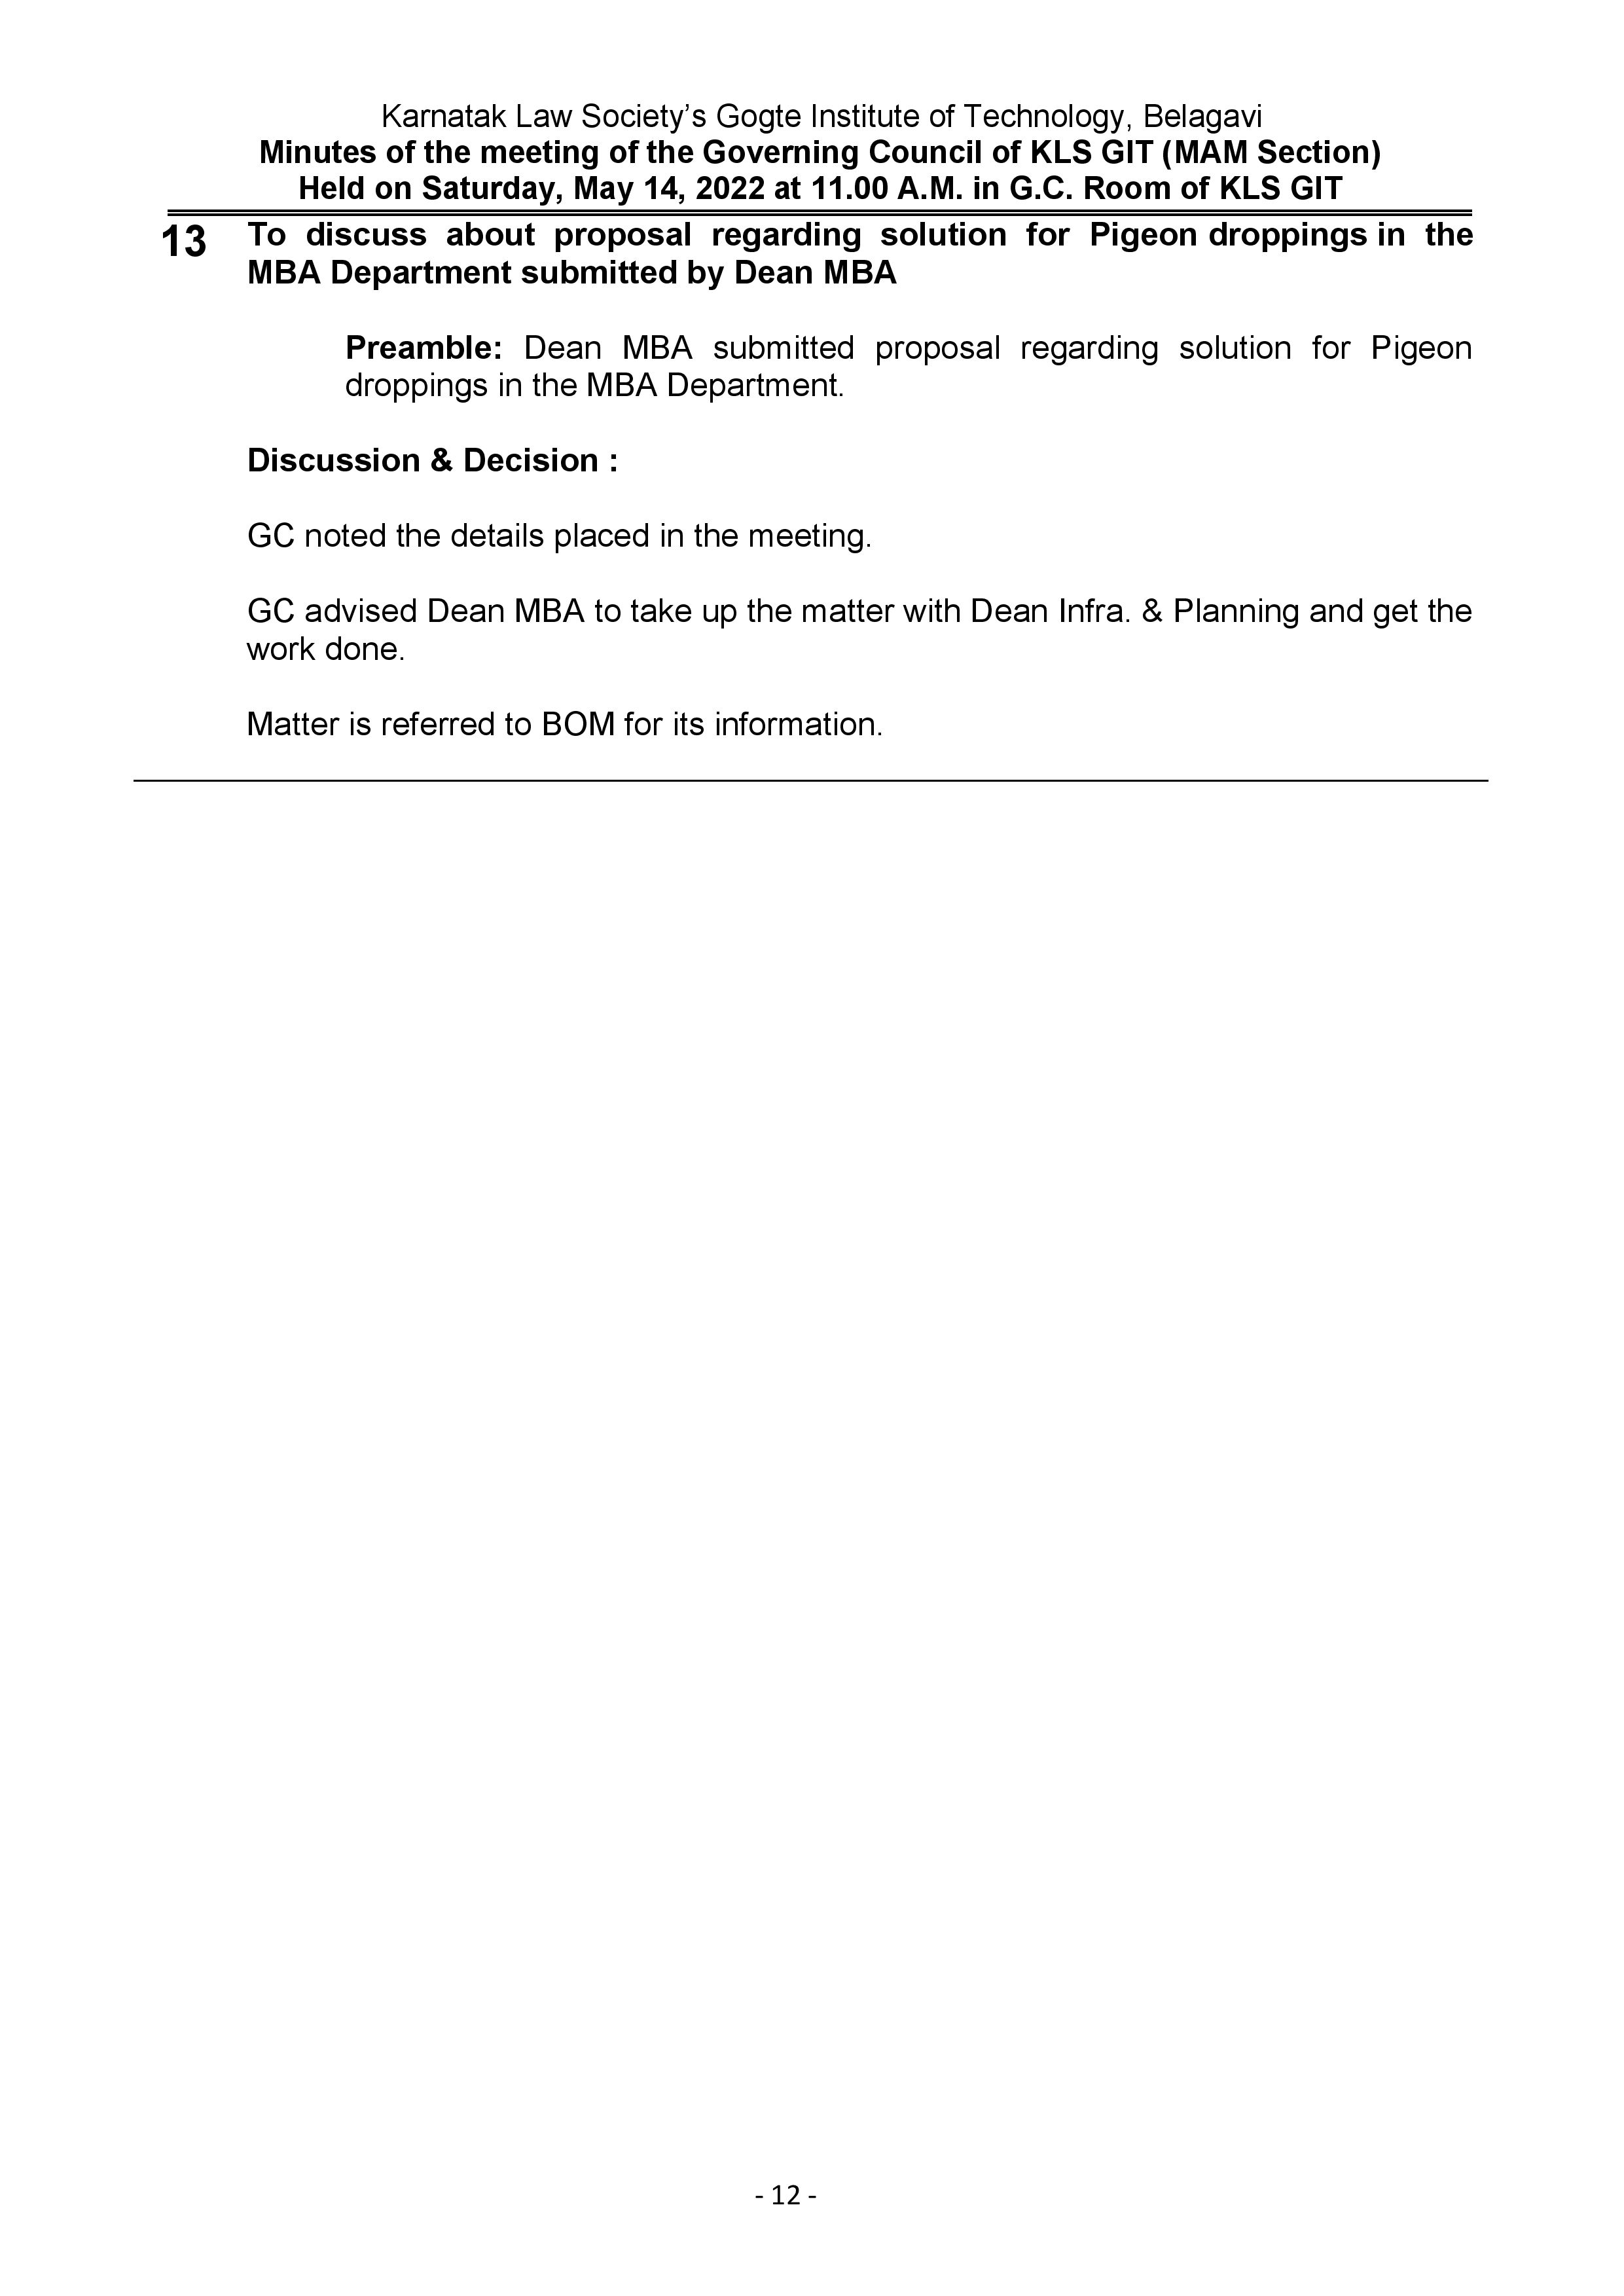 Karnatak Law Society’s Gogte Institute of Technology, Belagavi
Minutes of the meeting of the Governing Council of KLS GIT (MAM Section)
Held on Saturday, May 14, 2022 at 11.00 A.M. in G.C. Room of KLS GIT
13 To discuss about proposal regarding solution for Pigeon droppings in the
MBA Department submitted by Dean MBA
Preamble: Dean MBA submitted proposal regarding solution for Pigeon
droppings in the MBA Department.
Discussion & Decision :
GC noted the details placed in the meeting.
GC advised Dean MBA to take up the matter with Dean Infra. & Planning and get the
work done.
Matter is referred to BOM for its information.
- 12 -